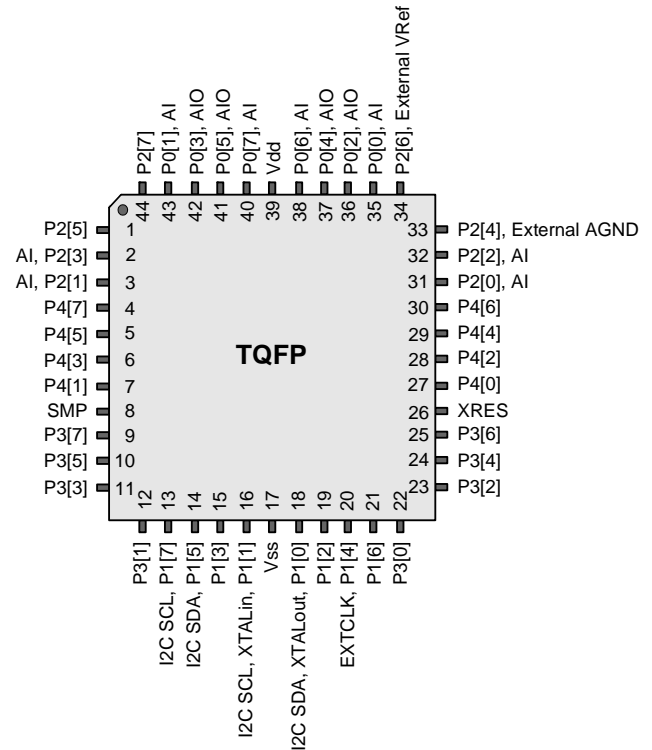 P2[7]
P0[1], AI
P0[3], AIO
P0[5], AIO
P0[7], AI
Vdd
P0[6], AI
P0[4], AIO
P0[2], AIO
P0[0], AI
P2[6], External VRef
44
43
42
41
40
39
38
37
36
35
34
P2[5] 1
AI, P2[3] 2
AI, P2[1] 3
P4[7] 4
P4[5] 5
P4[3] 6
P4[1] 7
SMP 8
P3[7] 9
P3[5] 10
P3[3] 11
TQFP
33 P2[4], External AGND
32 P2[2], AI
31 P2[0], AI
30 P4[6]
29 P4[4]
28 P4[2]
27 P4[0]
26 XRES
25 P3[6]
24 P3[4]
23 P3[2]
12
13
14
15
16
17
18
19
20
21
22
P3[1]
I2C SCL, P1[7]
I2C SDA, P1[5]
P1[3]
I2C SCL, XTALin, P1[1]
Vss
I2C SDA, XTALout, P1[0]
P1[2]
EXTCLK, P1[4]
P1[6]
P3[0]